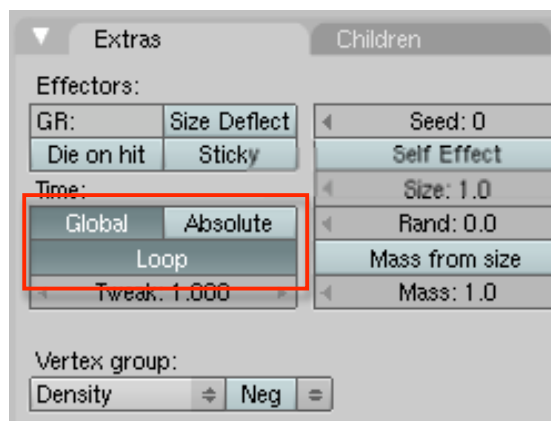 Extras Children
Effectors:
GR: Size Deflect Seed: 0
Die on hit Sticky Self Effect
Time: Size: 1.0
Global Absolute Rand: 0.0
Loop Mass from size
Tweak: 1.000 Mass: 1.0
Vertex group:
Density Neg